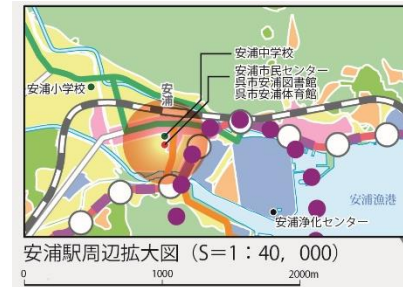 安浦中学校
安浦市民センター
呉市安浦図書館
呉市安浦体育館
安浦小学校
安浦
安浦漁港
安浦浄化センター
安浦駅周辺拡大図（S＝1：40，000）
0 1000 2000m